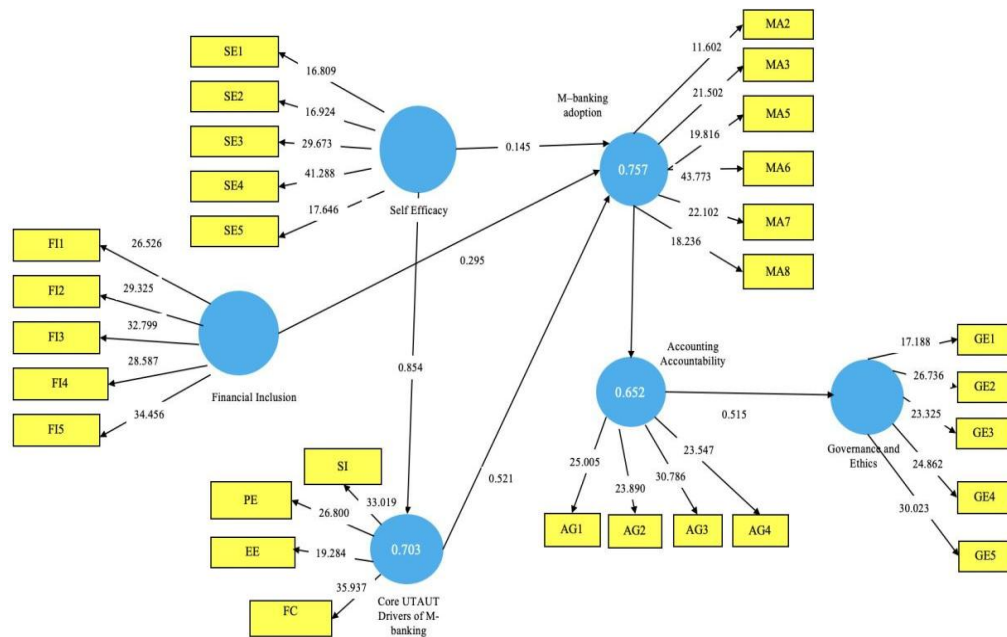 MA2
SE1
11.602
MA3
16.809
21.502
SE2
M–banking
adoption
16.924
MA5
19.816
SE3
29.673
0.145
43.773
MA6
0.757
SE4
41.288
22.102
17.646
Self Efficacy
MA7
SE5
18.236
FI1
26.526
0.295
MA8
FI2
29.325
FI3
32.799
Accounting
Accountability
17.188
GE1
28.587
0.854
FI4
Financial Inclusion
0.652
26.736
GE2
34.456
0.515
23.325
FI5
GE3
SI
23.547
Governance and
Ethics
24.862
25.005
30.786
0.521
23.890
GE4
PE
33.019
30.023
26.800
AG1
AG2
AG3
AG4
EE
19.284
0.703
GE5
35.937
FC
Core UTAUT
Drivers of M-
banking